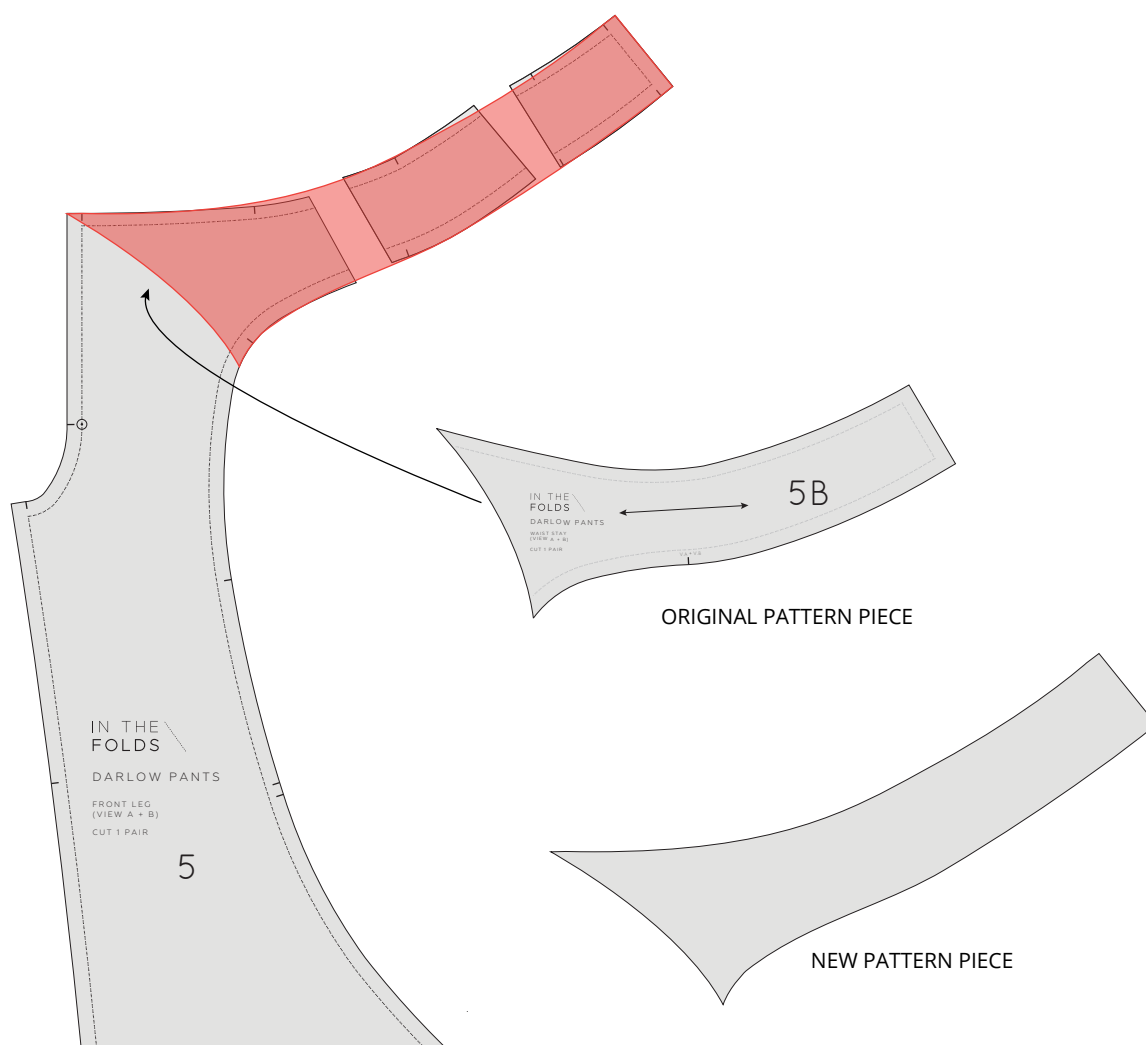 IN THE
FOLDS
DARLOW PANTS
WAIST STAY
(VIEW A + B)
CUT 1 PAIR
5B
ORIGINAL PATTERN PIECE
IN THE
FOLDS
DARLOW PANTS
FRONT LEG
(VIEW A + B)
CUT 1 PAIR
5
NEW PATTERN PIECE